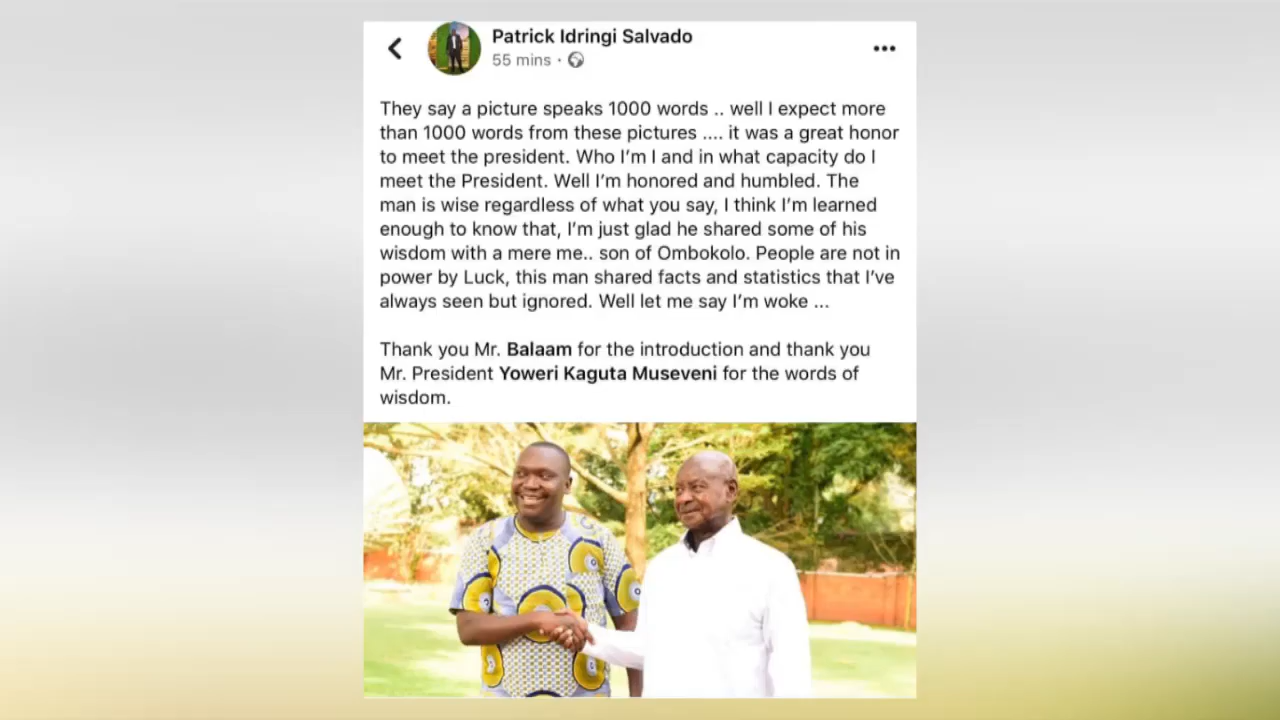 Patrick Idringi Salvado
55 mins ·
They say a picture speaks 1000 words .. well I expect more
than 1000 words from these pictures .... it was a great honor
to meet the president. Who I’m I and in what capacity do I
meet the President. Well I’m honored and humbled. The
man is wise regardless of what you say, I think I’m learned
enough to know that, I’m just glad he shared some of his
wisdom with a mere me.. son of Ombokolo. People are not in
power by Luck, this man shared facts and statistics that I’ve
always seen but ignored. Well let me say I’m woke ...
Thank you Mr. Balaam for the introduction and thank you
Mr. President Yoweri Kaguta Museveni for the words of
wisdom.